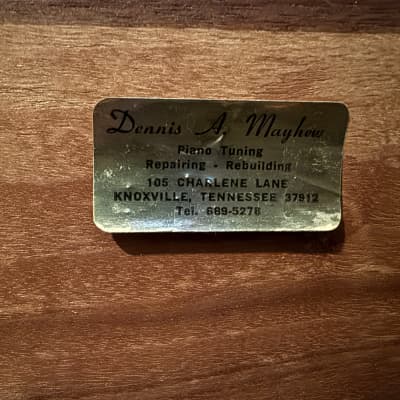 Dennis A. Mayhew
Piano Tuning
Repairing - Rebuilding
105 CHARLENE LANE
KNOXVILLE, TENNESSEE 37912
Tel. 689-5278